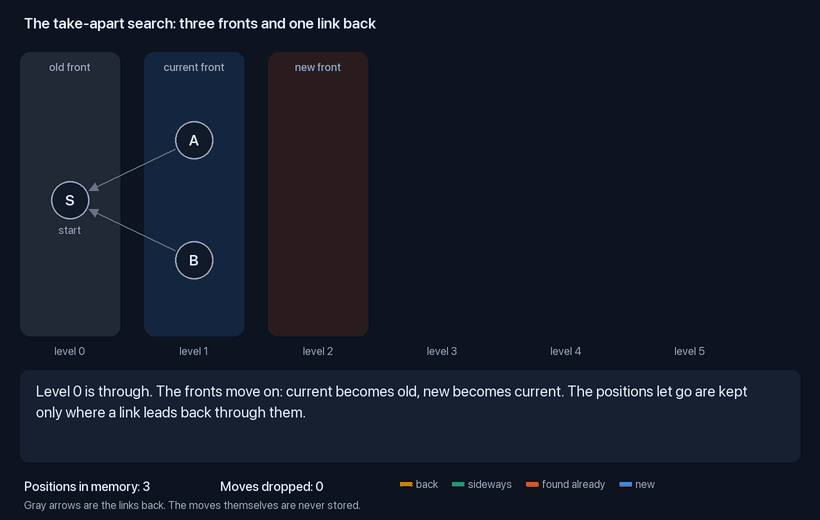 The take-apart search: three fronts and one link back
old front
current front
new front
A
S
start
B
level 0
level 1
level 2
level 3
level 4
level 5
Level 0 is through. The fronts move on: current becomes old, new becomes current. The positions let go are kept
only where a link leads back through them.
Positions in memory: 3
Moves dropped: 0
back
sideways
found already
new
Gray arrows are the links back. The moves themselves are never stored.